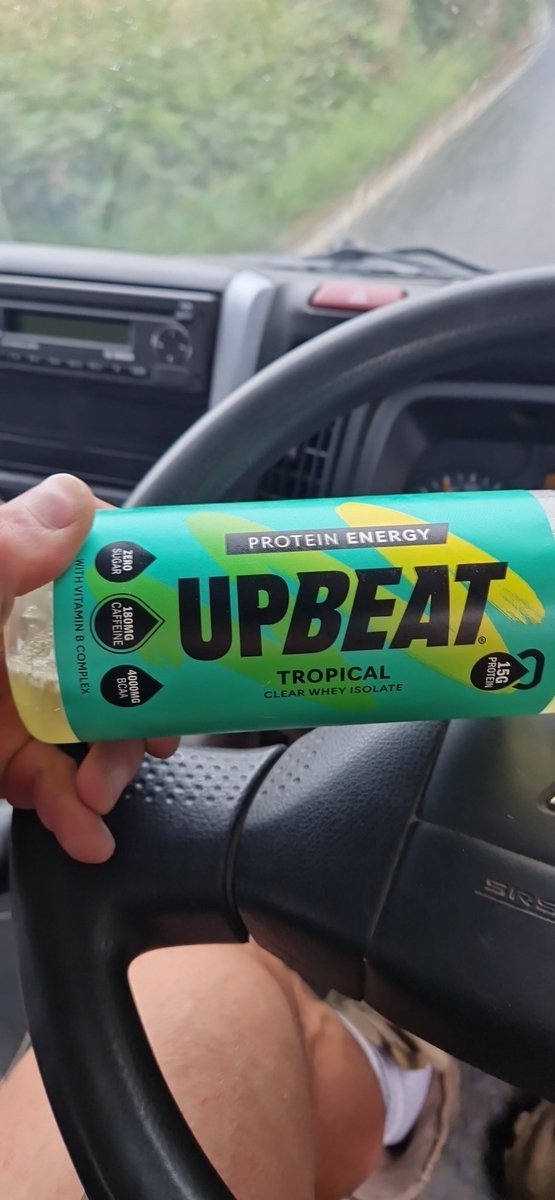 PROTEIN ENERGY
UPBEAT®
TROPICAL
CLEAR WHEY ISOLATE
15G
PROTEIN
ZERO
SUGAR
180MG
CAFFEINE
4000MG
BCAA
WITH VITAMIN B COMPLEX
SRS